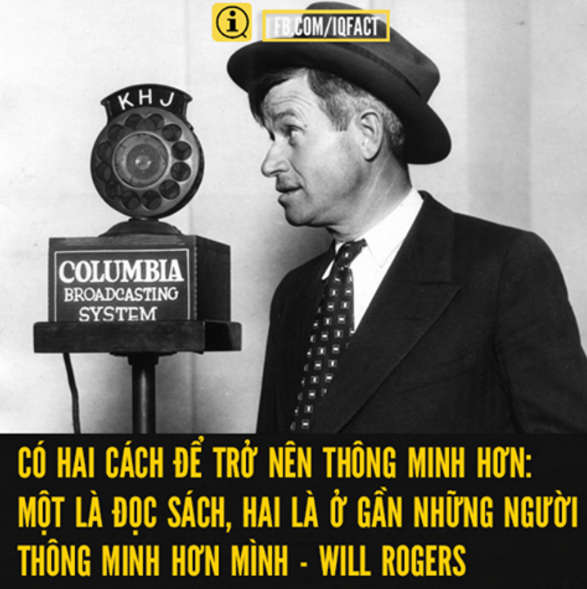 FB.COM/IQFACT
KHJ
COLUMBIA
BROADCASTING
SYSTEM
CÓ HAI CÁCH ĐỂ TRỞ NÊN THÔNG MINH HƠN:
MỘT LÀ ĐỌC SÁCH, HAI LÀ Ở GẦN NHỮNG NGƯỜI
THÔNG MINH HƠN MÌNH - WILL ROGERS